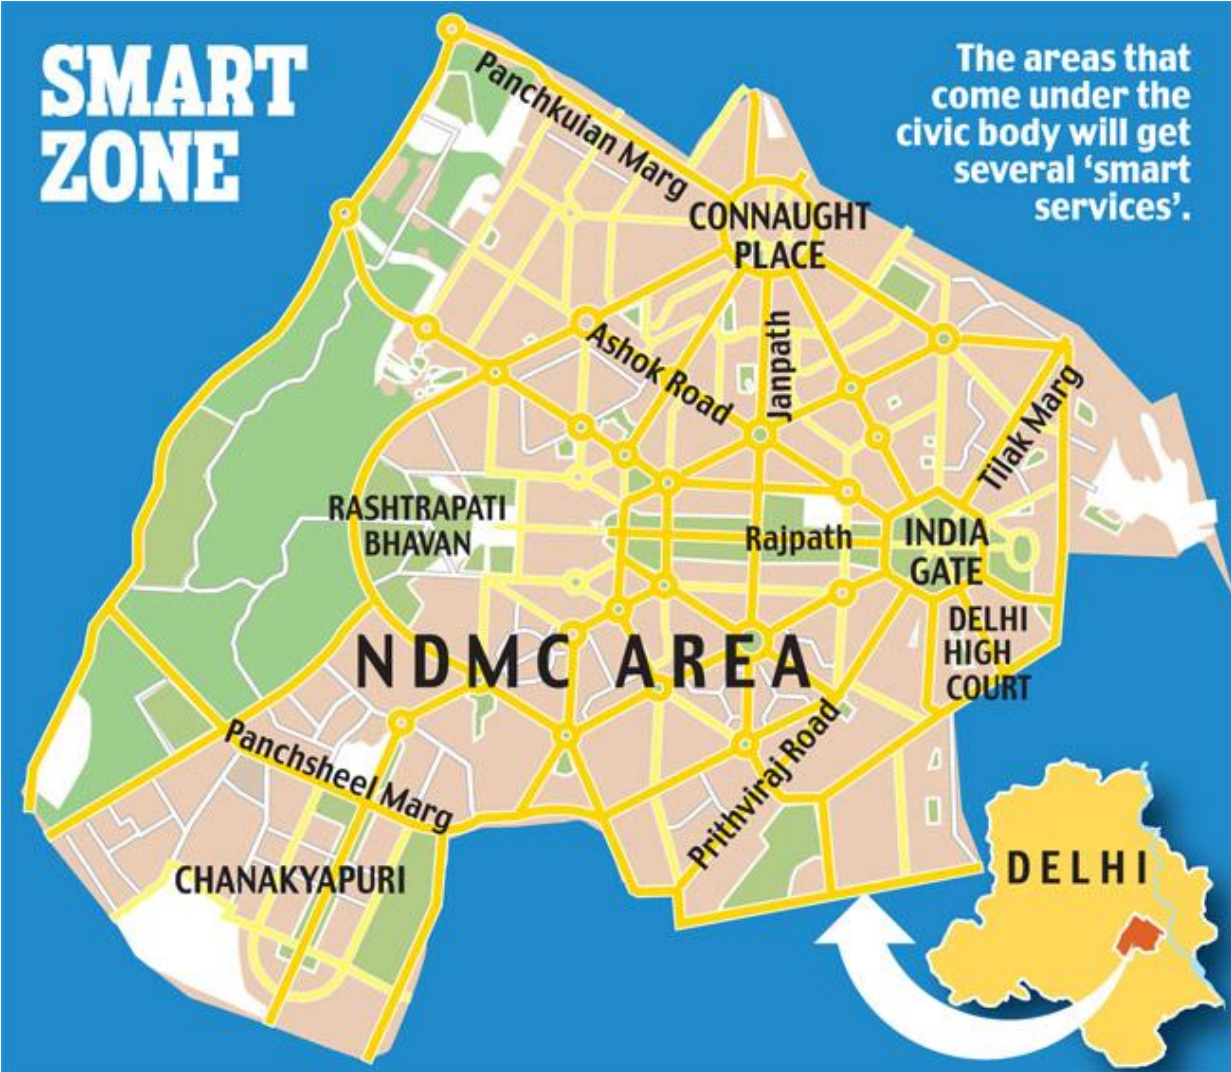 SMART
ZONE
The areas that
come under the
civic body will get
several ‘smart
services’.
Panchkuian Marg
CONNAUGHT
PLACE
Ashok Road
Janpath
Tilak Marg
RASHTRAPATI
BHAVAN
Rajpath
INDIA
GATE
DELHI
HIGH
COURT
NDMC AREA
Panchsheel Marg
Prithviraj Road
CHANAKYAPURI
DELHI